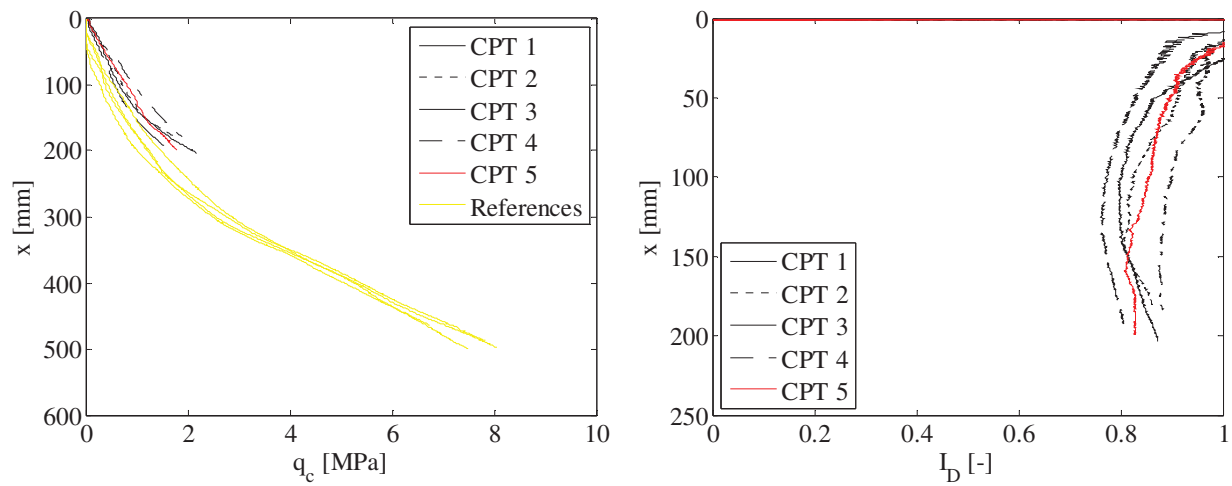 0
100
200
300
400
500
600
x [mm]
0
2
4
6
8
10
q_c [MPa]
CPT 1
CPT 2
CPT 3
CPT 4
CPT 5
References
0
50
100
150
200
250
x [mm]
0
0.2
0.4
0.6
0.8
1
I_D [-]
CPT 1
CPT 2
CPT 3
CPT 4
CPT 5